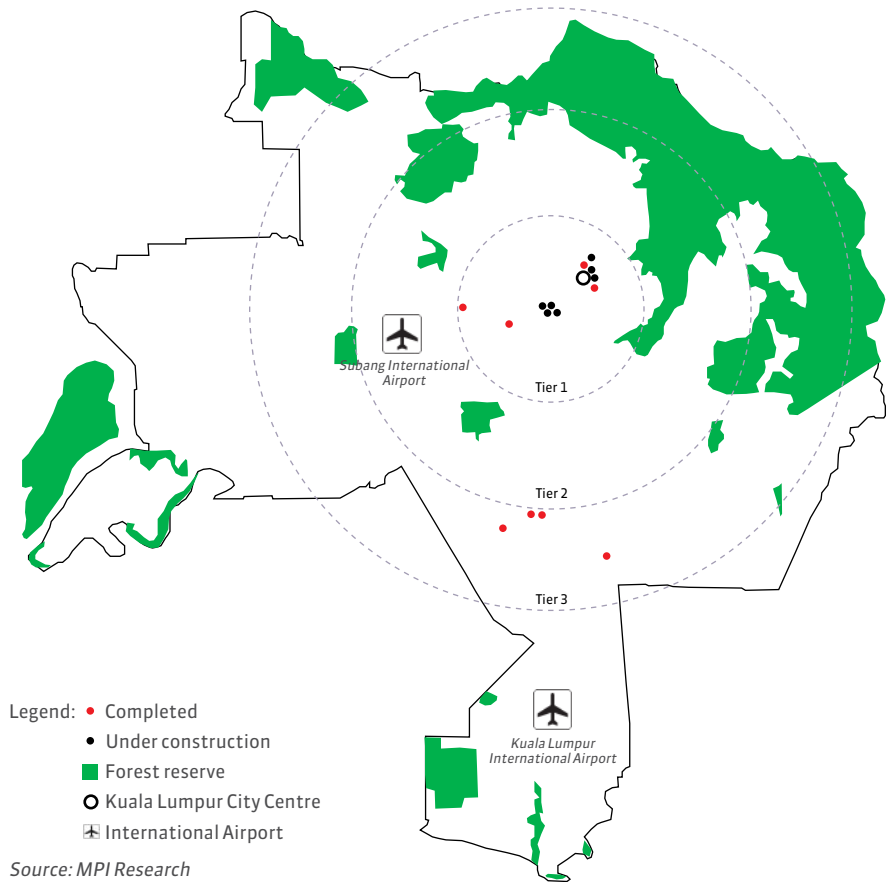 Subang International
Airport
Tier 1
Tier 2
Tier 3
Kuala Lumpur
International Airport
Legend:
Completed
Under construction
Forest reserve
Kuala Lumpur City Centre
International Airport
Source: MPI Research